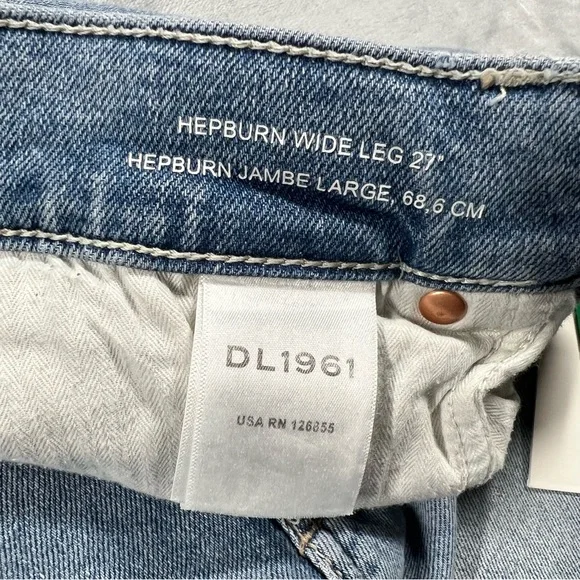 HEPBURN WIDE LEG 27"
HEPBURN JAMBE LARGE, 68,6 CM
DL1961
USA RN 126855